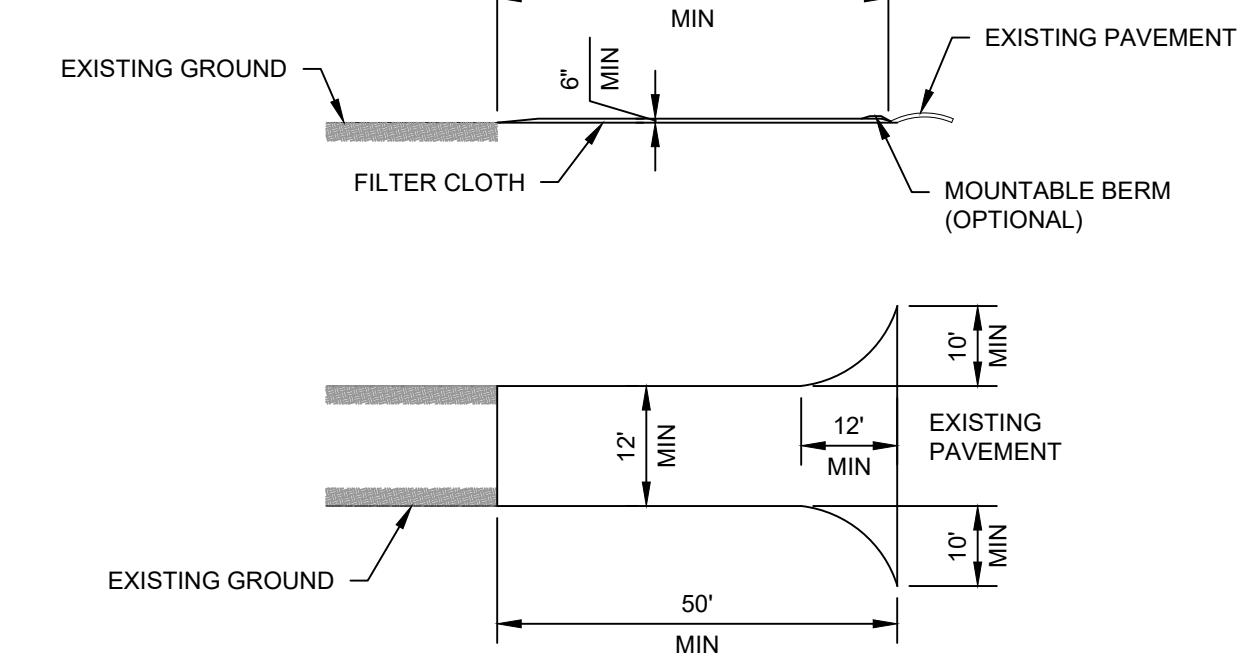 MIN
EXISTING PAVEMENT
EXISTING GROUND
6"
MIN
FILTER CLOTH
MOUNTABLE BERM
(OPTIONAL)
10'
MIN
12'
MIN
12'
MIN
EXISTING
PAVEMENT
10'
MIN
EXISTING GROUND
50'
MIN